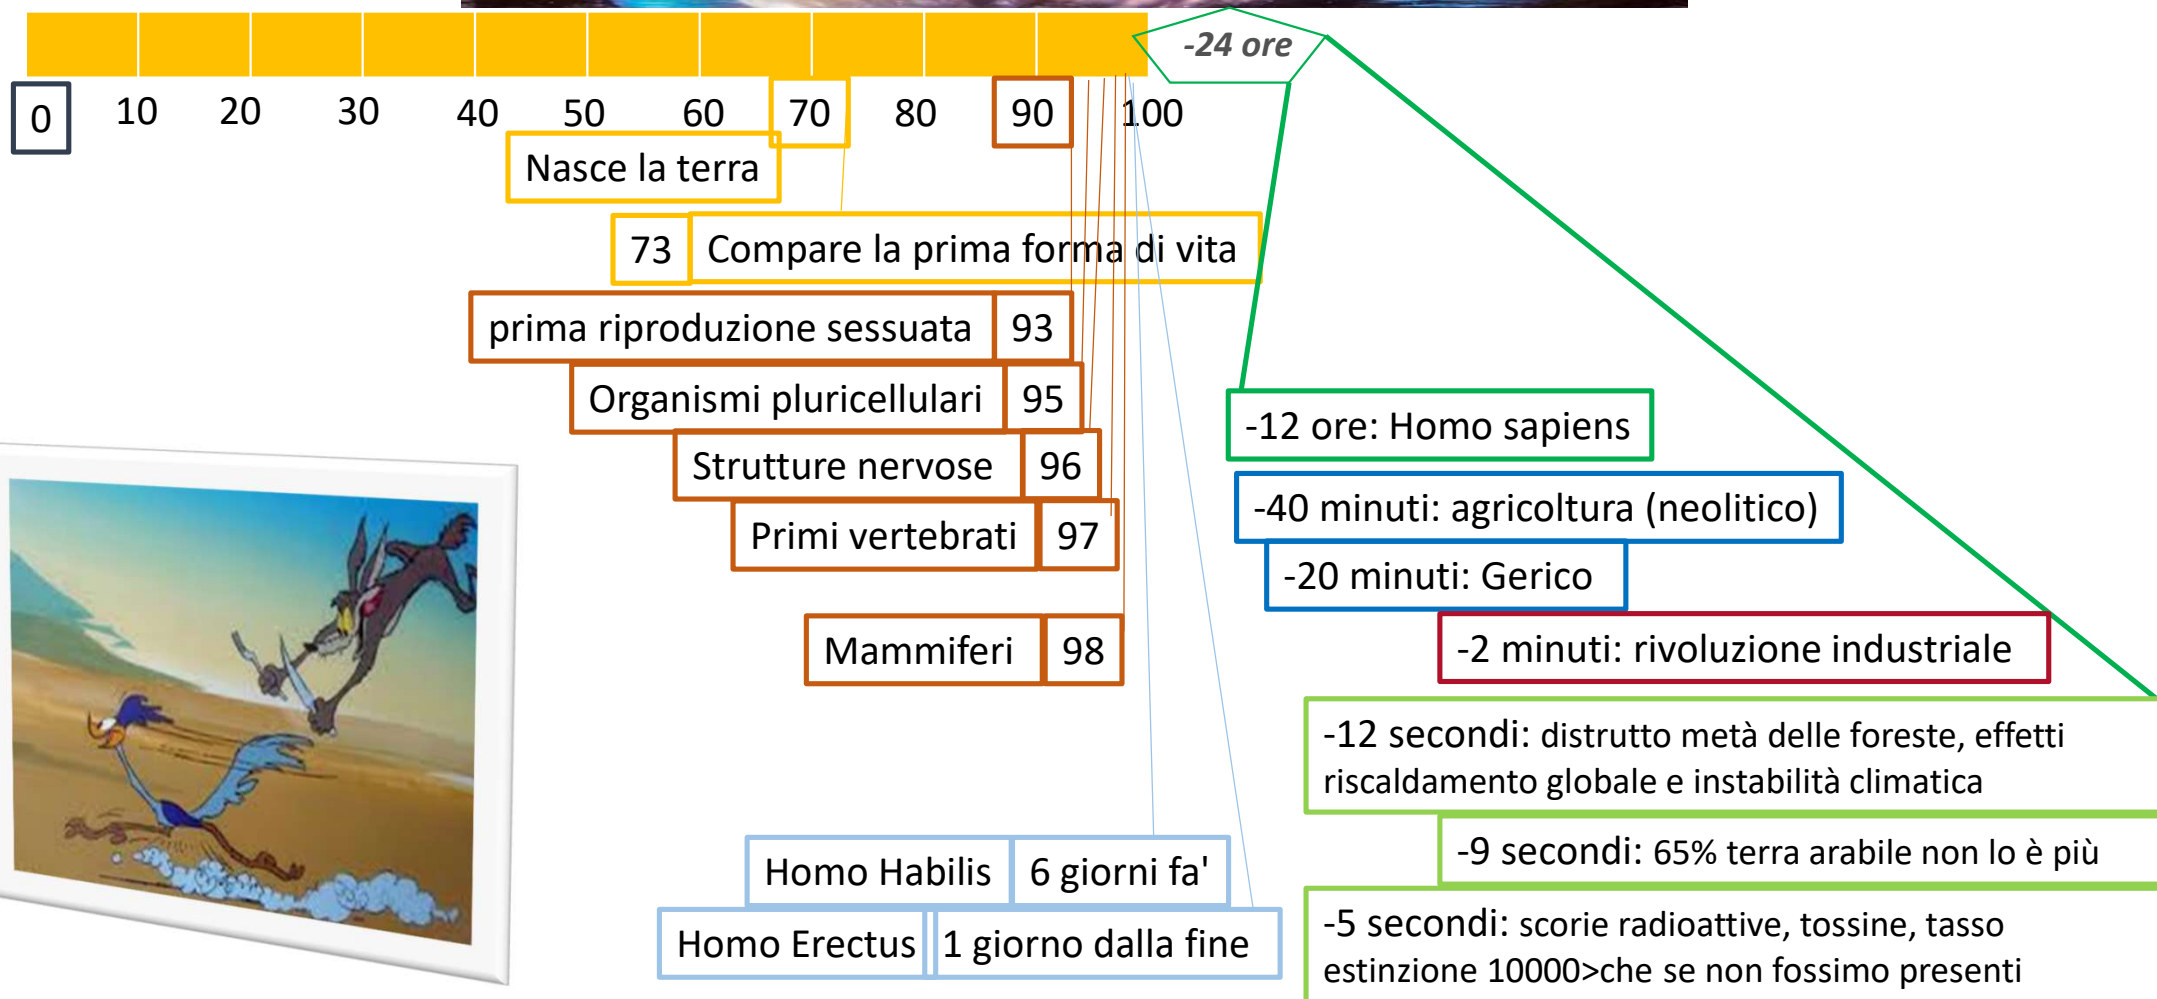 -24 ore
0 10 20 30 40 50 60 70 80 90 100
Nasce la terra
73 Compare la prima forma di vita
prima riproduzione sessuata 93
Organismi pluricellulari 95
Strutture nervose 96
Primi vertebrati 97
Mammiferi 98
Homo Habilis 6 giorni fa'
Homo Erectus 1 giorno dalla fine
-12 ore: Homo sapiens
-40 minuti: agricoltura (neolitico)
-20 minuti: Gerico
-2 minuti: rivoluzione industriale
-12 secondi: distrutto metà delle foreste, effetti
riscaldamento globale e instabilità climatica
-9 secondi: 65% terra arabile non lo è più
-5 secondi: scorie radioattive, tossine, tasso
estinzione 10000>che se non fossimo presenti